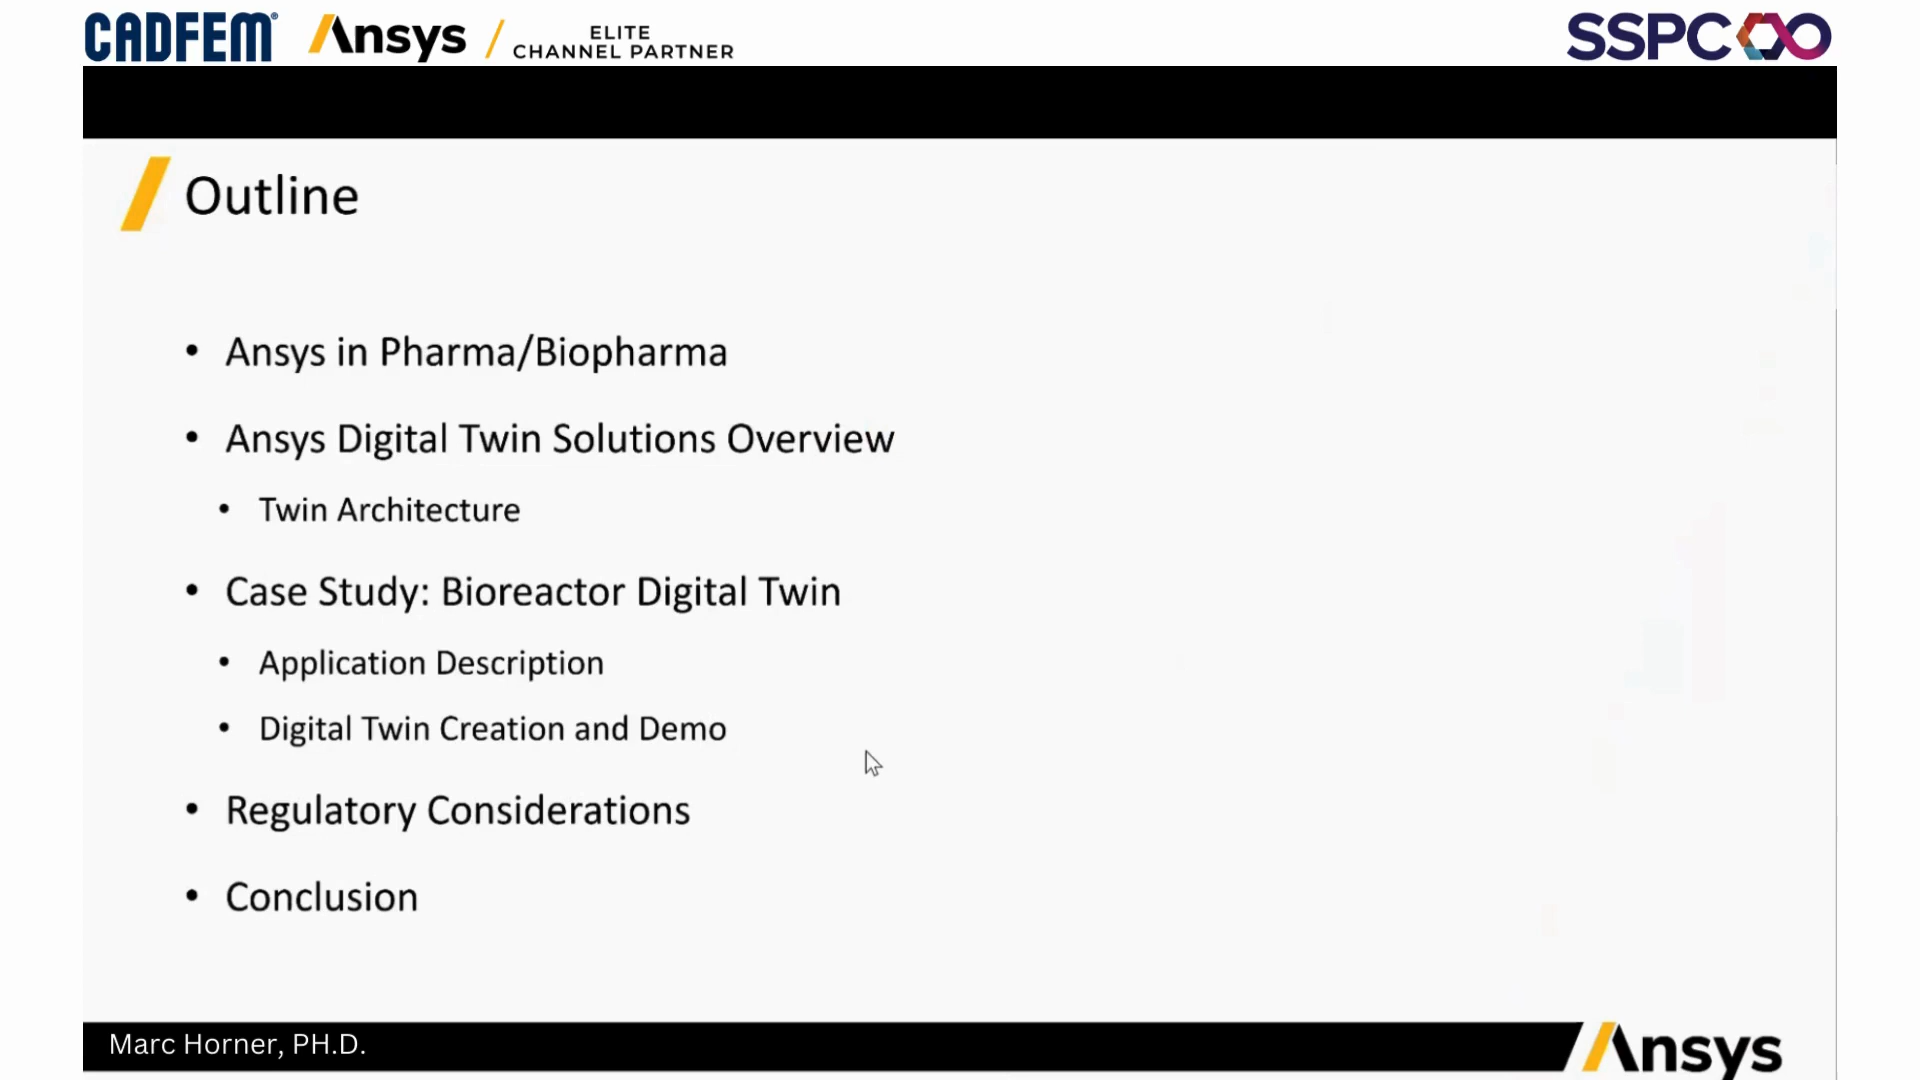 CADFEM® Ansys / ELITE CHANNEL PARTNER
SSPC
Outline
• Ansys in Pharma/Biopharma
• Ansys Digital Twin Solutions Overview
• Twin Architecture
• Case Study: Bioreactor Digital Twin
• Application Description
• Digital Twin Creation and Demo
• Regulatory Considerations
• Conclusion
Marc Horner, PH.D.
Ansys